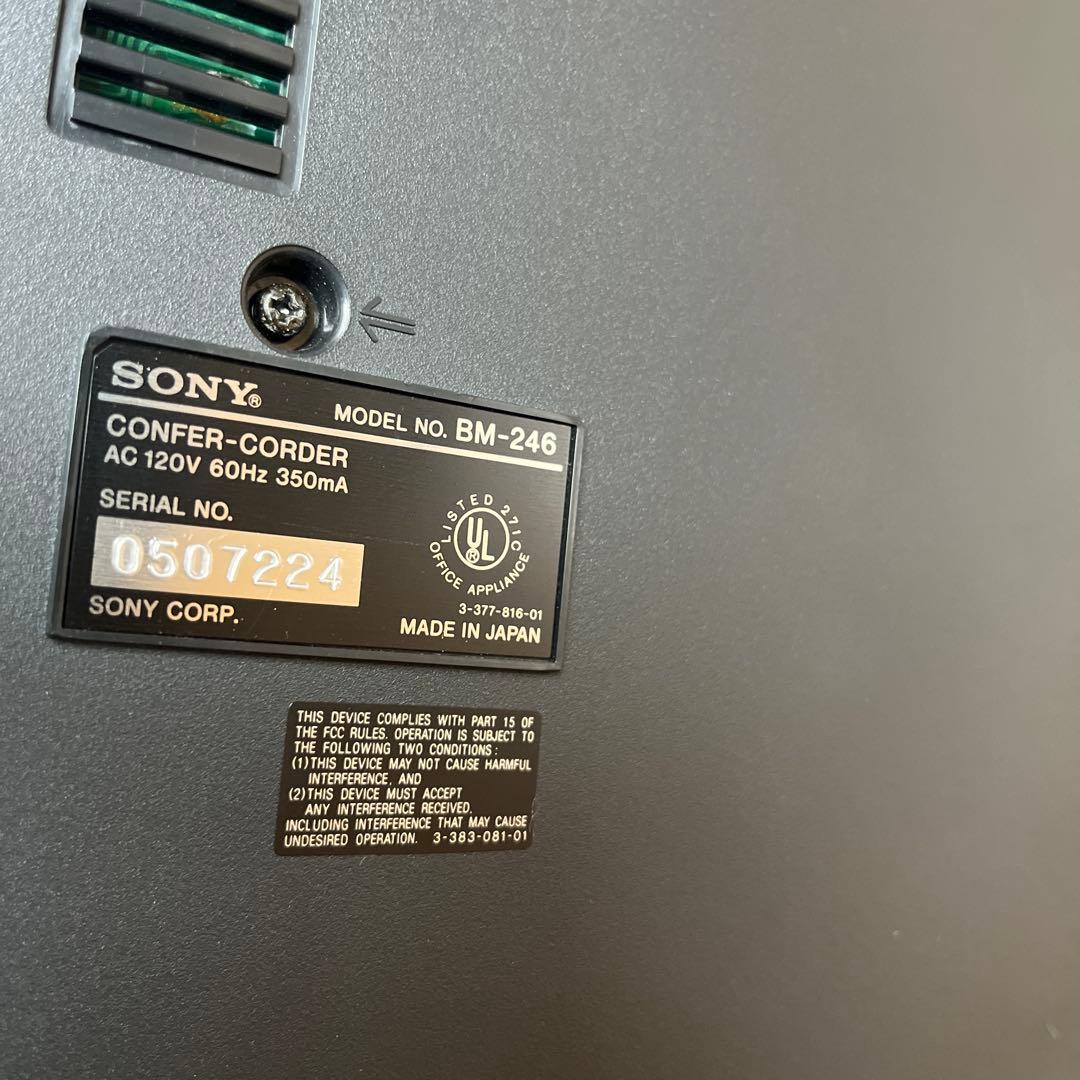 SONY®
MODEL NO. BM-246
CONFER-CORDER
AC 120V 60Hz 350mA
SERIAL NO.
0507224
SONY CORP.
LISTED 271C
UL®
OFFICE APPLIANCE
3-377-816-01
MADE IN JAPAN
THIS DEVICE COMPLIES WITH PART 15 OF
THE FCC RULES. OPERATION IS SUBJECT TO
THE FOLLOWING TWO CONDITIONS:
(1) THIS DEVICE MAY NOT CAUSE HARMFUL
INTERFERENCE, AND
(2) THIS DEVICE MUST ACCEPT
ANY INTERFERENCE RECEIVED,
INCLUDING INTERFERENCE THAT MAY CAUSE
UNDESIRED OPERATION. 3-383-081-01